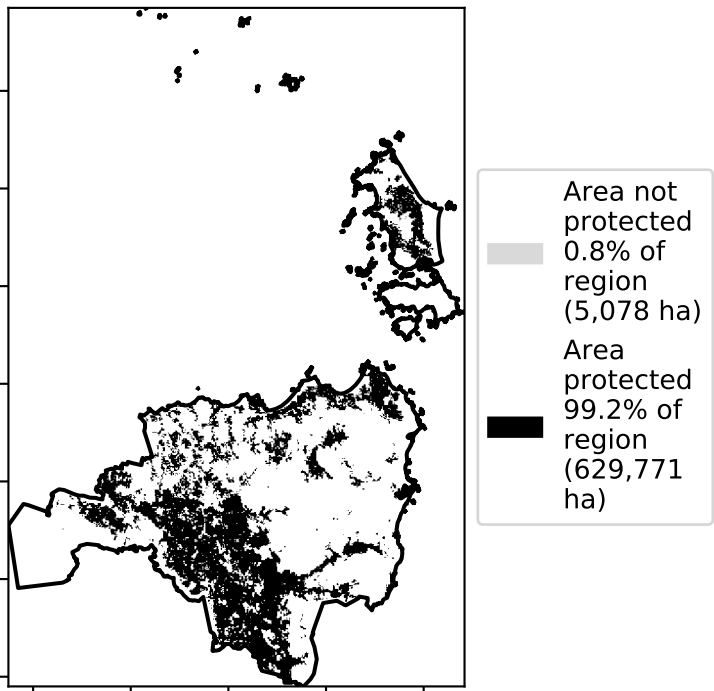 Area not
protected
0.8% of
region
(5,078 ha)
Area
protected
99.2% of
region
(629,771
ha)